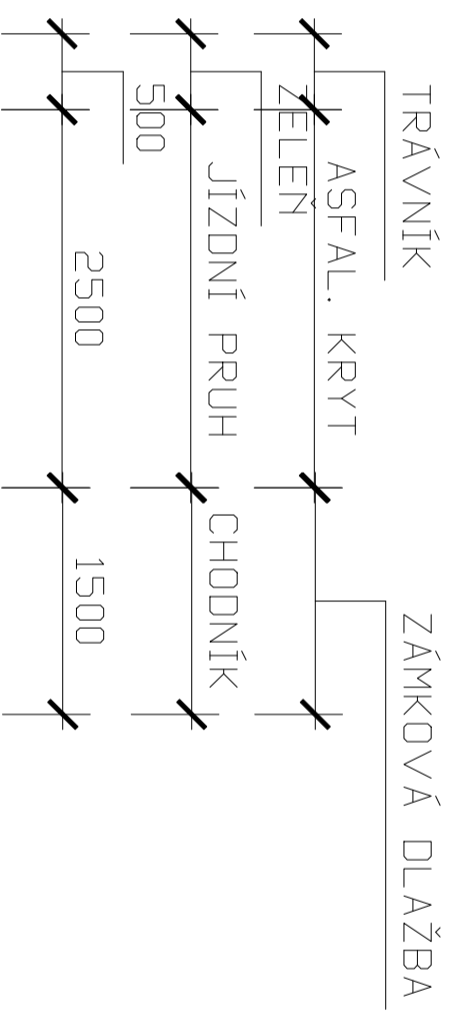 TRÁVNÍK
ZÁMKOVÁ DLAŽBA
ASFAL. KRYT
ZELEŇ
JÍZDNÍ PRUH
CHODNÍK
500
2500
1500